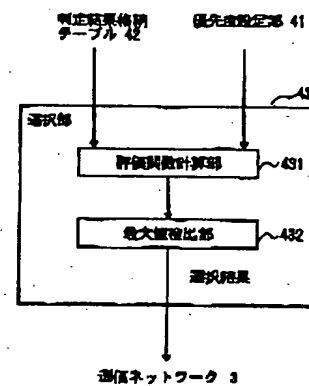 判定結果格納
テーブル 42
優先度設定部 41
43
選択部
評価関数計算部
431
最大値検出部
432
選択結果
通信ネットワーク 3